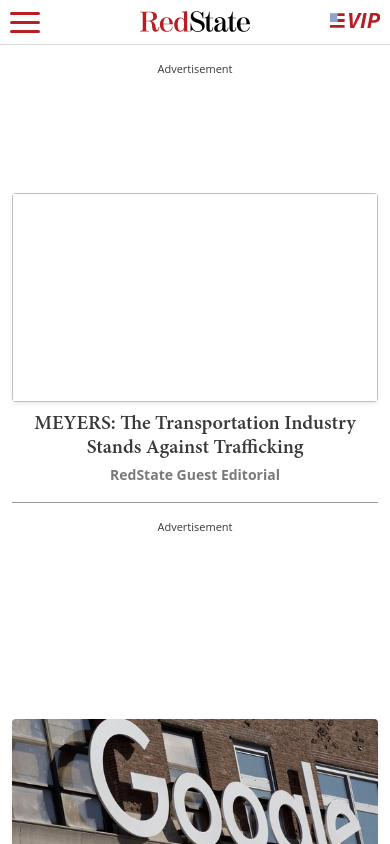 RedState
VIP
Advertisement
MEYERS: The Transportation Industry
Stands Against Trafficking
RedState Guest Editorial
Advertisement
Google